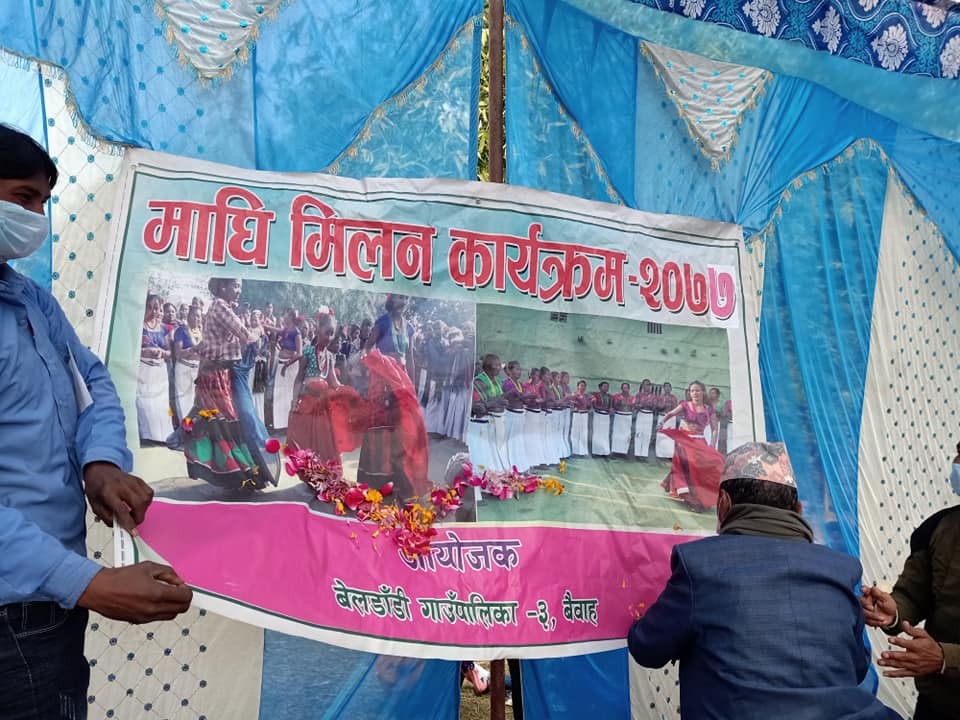 माघि मिलन कार्यक्रम-२०७७
आयोजक
बेलडाँडी गाउँपालिका -३, बैवाह